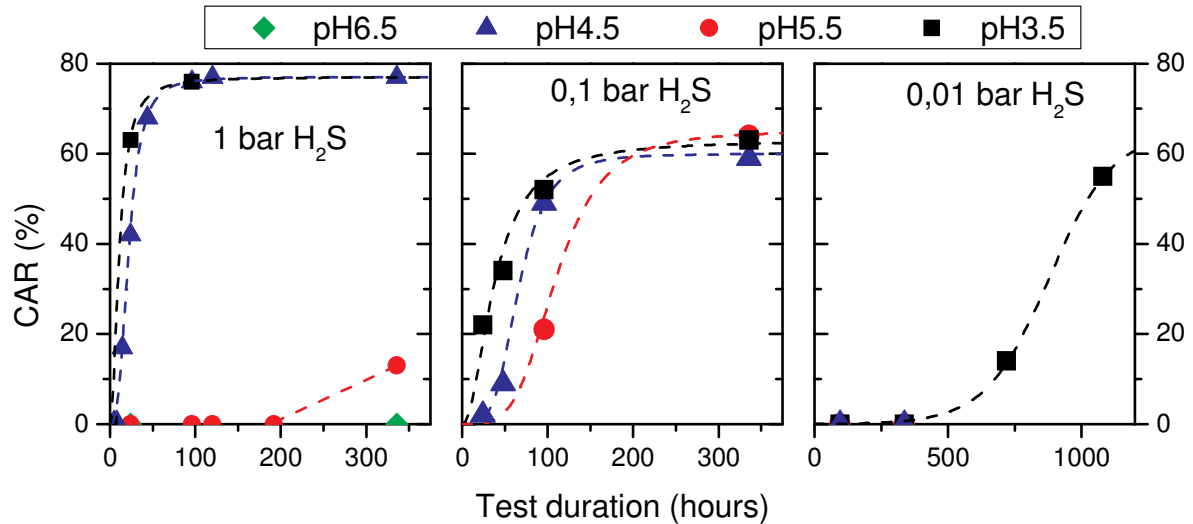 pH6.5 pH4.5 pH5.5 pH3.5
80 80
60 60
40 40
20 20
0 0
CAR (%)
1 bar H₂S
0,1 bar H₂S
0,01 bar H₂S
0 100 200 300 0 100 200 300 0 500 1000
Test duration (hours)